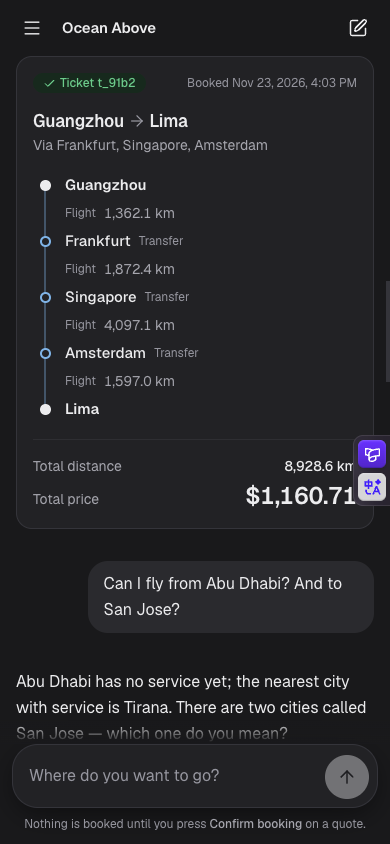 Ocean Above
Ticket t_91b2
Booked Nov 23, 2026, 4:03 PM
Guangzhou → Lima
Via Frankfurt, Singapore, Amsterdam
Guangzhou
Flight 1,362.1 km
Frankfurt Transfer
Flight 1,872.4 km
Singapore Transfer
Flight 4,097.1 km
Amsterdam Transfer
Flight 1,597.0 km
Lima
Total distance 8,928.6 km
Total price $1,160.71
中A
Can I fly from Abu Dhabi? And to
San Jose?
Abu Dhabi has no service yet; the nearest city
with service is Tirana. There are two cities called
San Jose — which one do you mean?
Where do you want to go?
Nothing is booked until you press Confirm booking on a quote.